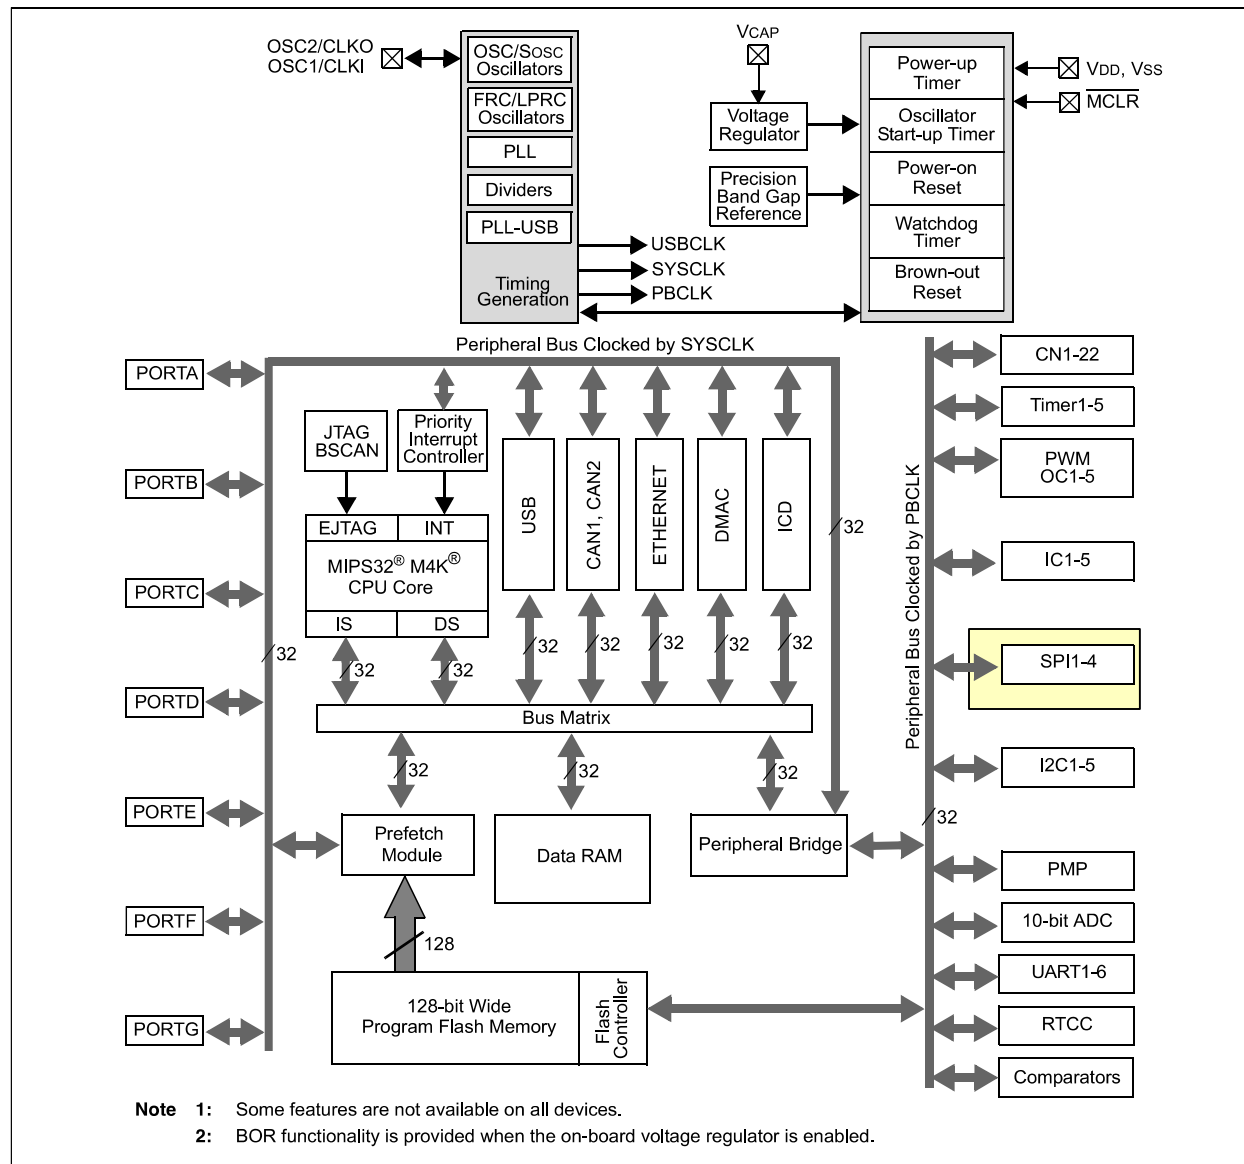 OSC2/CLKO
OSC1/CLKI
OSC/SOSC
Oscillators
FRC/LPRC
Oscillators
PLL
Dividers
PLL-USB
Timing
Generation
USBCLK
SYSCLK
PBCLK
VCAP
Voltage
Regulator
Precision
Band Gap
Reference
Power-up
Timer
Oscillator
Start-up Timer
Power-on
Reset
Watchdog
Timer
Brown-out
Reset
VDD, VSS
MCLR
Peripheral Bus Clocked by SYSCLK
PORTA
PORTB
PORTC
PORTD
PORTE
PORTF
PORTG
32
JTAG
BSCAN
Priority
Interrupt
Controller
EJTAG
INT
MIPS32® M4K®
CPU Core
IS
DS
32
32
USB
CAN1, CAN2
ETHERNET
DMAC
ICD
32
32
32
32
32
32
Bus Matrix
32
32
32
Prefetch
Module
Data RAM
Peripheral Bridge
128
128-bit Wide
Program Flash Memory
Flash
Controller
Peripheral Bus Clocked by PBCLK
32
CN1-22
Timer1-5
PWM
OC1-5
IC1-5
SPI1-4
I2C1-5
PMP
10-bit ADC
UART1-6
RTCC
Comparators
Note 1: Some features are not available on all devices.
2: BOR functionality is provided when the on-board voltage regulator is enabled.